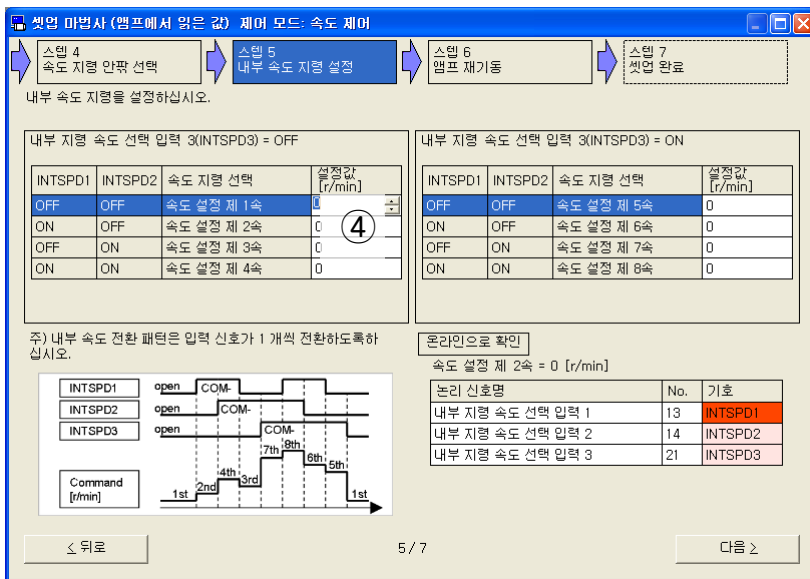 셋업 마법사 (앰프에서 읽은 값) 제어 모드: 속도 제어
스텝 4
속도 지령 안팎 선택
스텝 5
내부 속도 지령 설정
스텝 6
앰프 재기동
스텝 7
셋업 완료
내부 속도 지령을 설정하십시오.
내부 지령 속도 선택 입력 3(INTSPD3) = OFF
INTSPD1 INTSPD2 속도 지령 선택 설정값 [r/min]
OFF OFF 속도 설정 제 1속 0
ON OFF 속도 설정 제 2속 0
OFF ON 속도 설정 제 3속 0
ON ON 속도 설정 제 4속 0
④
내부 지령 속도 선택 입력 3(INTSPD3) = ON
INTSPD1 INTSPD2 속도 지령 선택 설정값 [r/min]
OFF OFF 속도 설정 제 5속 0
ON OFF 속도 설정 제 6속 0
OFF ON 속도 설정 제 7속 0
ON ON 속도 설정 제 8속 0
주) 내부 속도 전환 패턴은 입력 신호가 1 개씩 전환하도록하
십시오.
INTSPD1 open COM-
INTSPD2 open COM-
INTSPD3 open COM-
Command
[r/min]
1st 2nd 4th 3rd 7th 8th 6th 5th 1st
온라인으로 확인
속도 설정 제 2속 = 0 [r/min]
논리 신호명 No. 기호
내부 지령 속도 선택 입력 1 13 INTSPD1
내부 지령 속도 선택 입력 2 14 INTSPD2
내부 지령 속도 선택 입력 3 21 INTSPD3
< 뒤로
5 / 7
다음 >